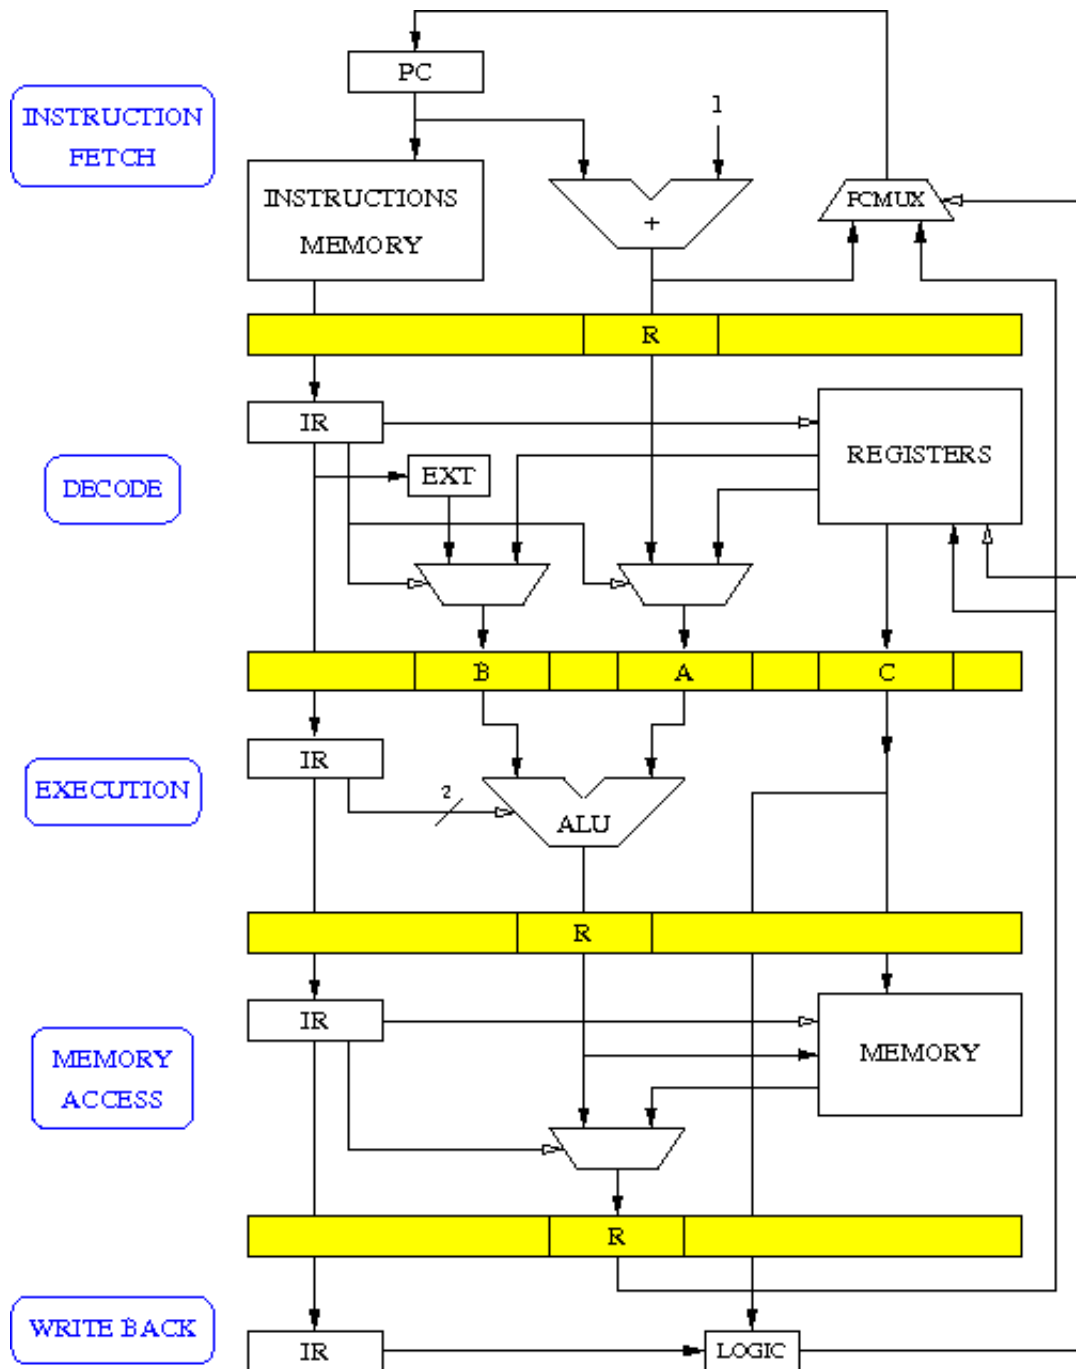 PC
1
INSTRUCTION
FETCH
INSTRUCTIONS
MEMORY
+
PCMUX
R
IR
REGISTERS
EXT
DECODE
B
A
C
IR
EXECUTION
2
ALU
R
IR
MEMORY
MEMORY
ACCESS
R
WRITE BACK
IR
LOGIC